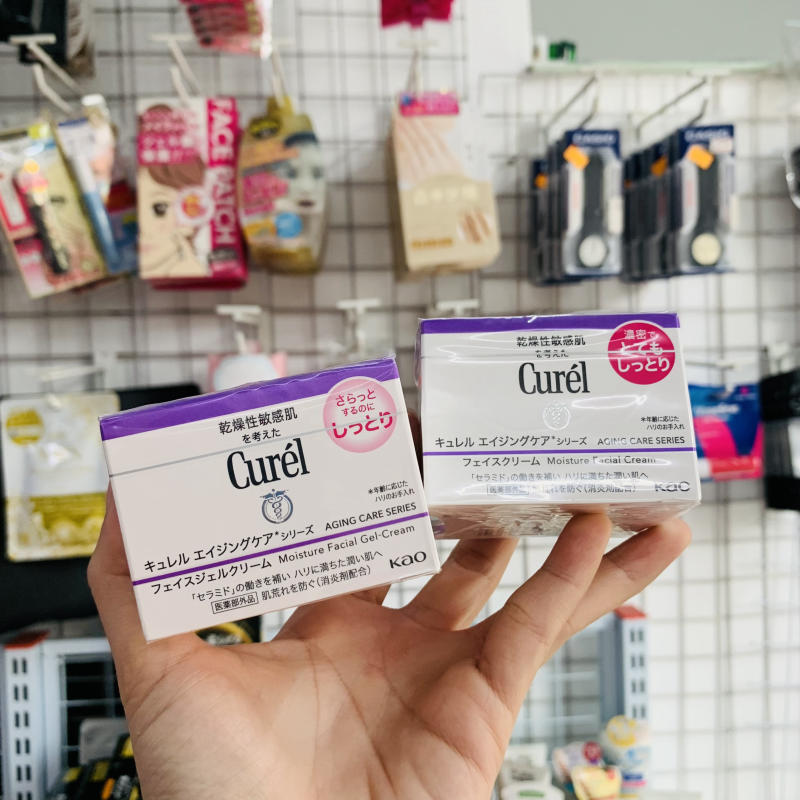 FACE PATCH
CASIO
CASIO
乾燥性敏感肌
を考えた
Curél
さらっと
するのに
しっとり
*年齢に応じた
ハリのお手入れ
キュレル エイジングケア*シリーズ AGING CARE SERIES
フェイスジェルクリーム Moisture Facial Gel-Cream
「セラミド」の働きを補い ハリに満ちた潤い肌へ
医薬部外品 肌荒れを防ぐ(消炎剤配合)
Kao
乾燥性敏感肌
を考えた
Curél
濃密で
とても
しっとり
*年齢に応じた
ハリのお手入れ
キュレル エイジングケア*シリーズ AGING CARE SERIES
フェイスクリーム Moisture Facial Cream
「セラミド」の働きを補い ハリに満ちた潤い肌へ
医薬部外品 肌荒れを防ぐ(消炎剤配合)
Kao